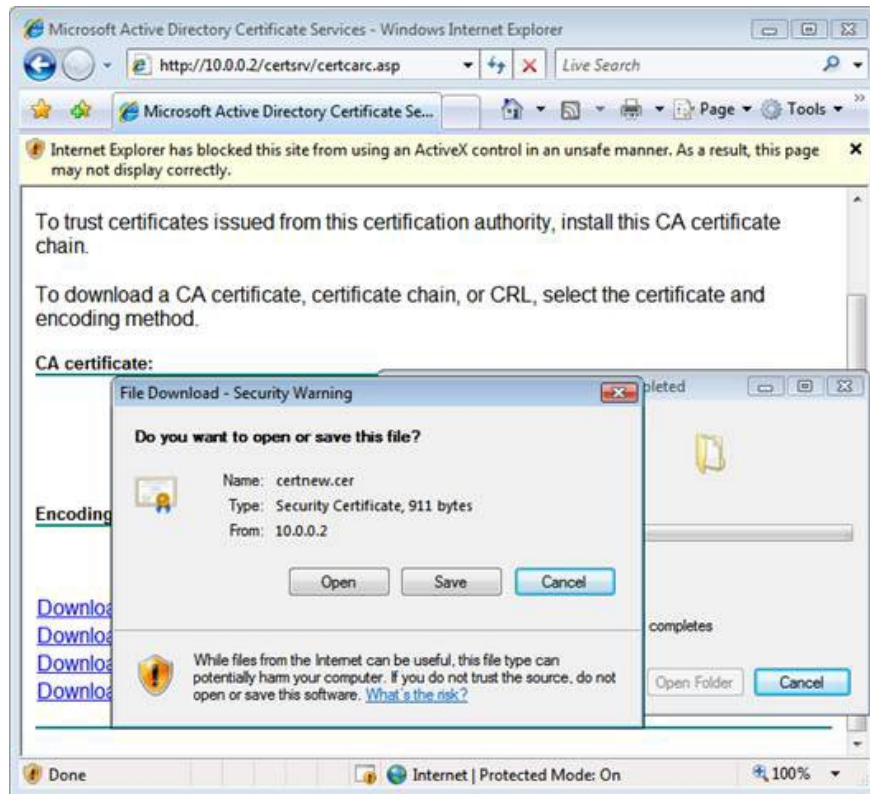 Microsoft Active Directory Certificate Services - Windows Internet Explorer
http://10.0.0.2/certsrv/certcarc.asp
Live Search
Microsoft Active Directory Certificate Se...
Page
Tools
Internet Explorer has blocked this site from using an ActiveX control in an unsafe manner. As a result, this page
may not display correctly.
To trust certificates issued from this certification authority, install this CA certificate
chain.
To download a CA certificate, certificate chain, or CRL, select the certificate and
encoding method.
CA certificate:
pleted
File Download - Security Warning
Do you want to open or save this file?
Name: certnew.cer
Type: Security Certificate, 911 bytes
From: 10.0.0.2
Encoding
Open Save Cancel
Downloa
Downloa
Downloa
Downloa
completes
While files from the Internet can be useful, this file type can
potentially harm your computer. If you do not trust the source, do not
open or save this software. What's the risk?
Open Folder Cancel
Done
Internet | Protected Mode: On
100%